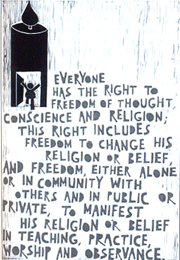 EVERYONE
HAS THE RIGHT TO
FREEDOM OF THOUGHT,
CONSCIENCE AND RELIGION;
THIS RIGHT INCLUDES
FREEDOM TO CHANGE HIS
RELIGION OR BELIEF,
AND FREEDOM, EITHER ALONE
OR IN COMMUNITY WITH
OTHERS AND IN PUBLIC OR
PRIVATE, TO MANIFEST
HIS RELIGION OR BELIEF
IN TEACHING, PRACTICE,
WORSHIP AND OBSERVANCE.